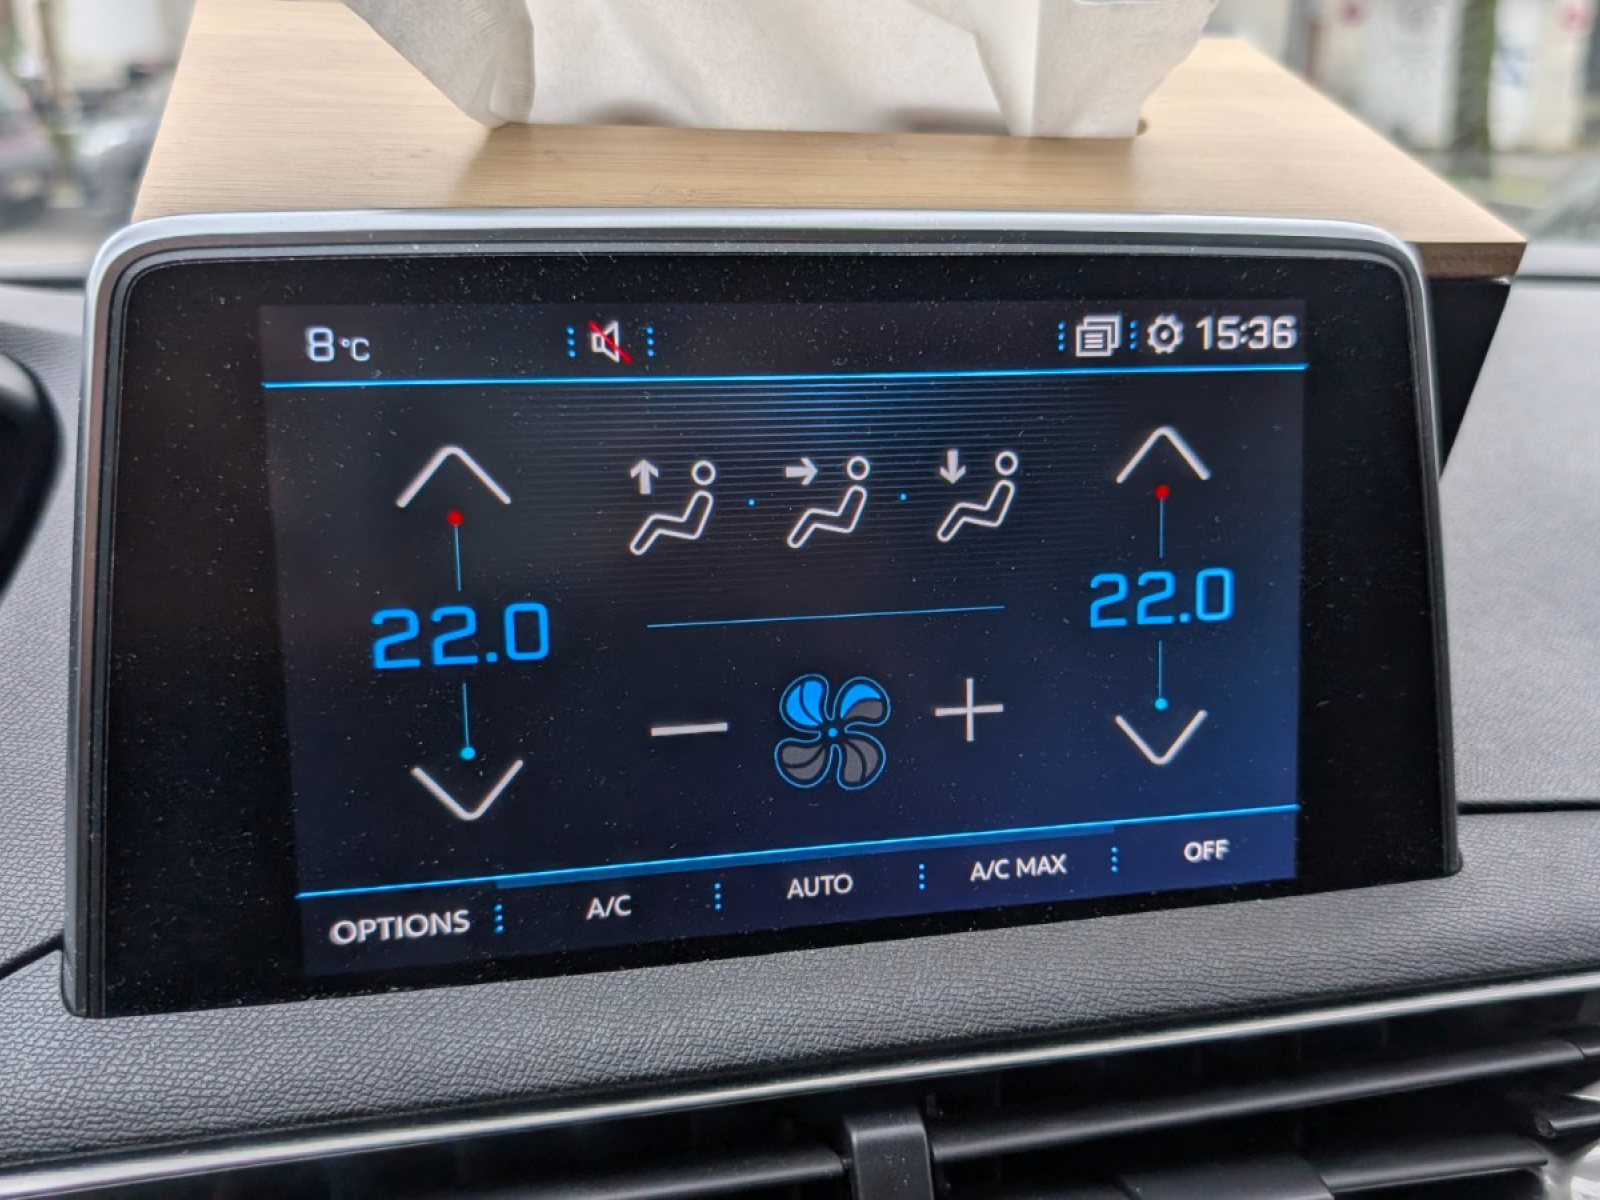 8°C 15:36
22.0 22.0
OPTIONS A/C AUTO A/C MAX OFF